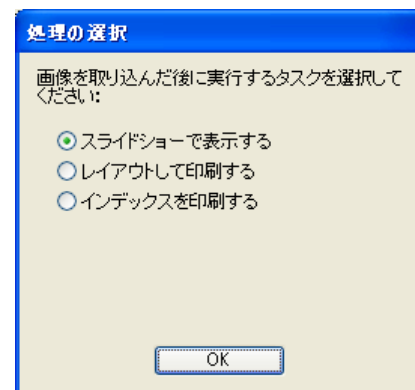 処理の選択
画像を取り込んだ後に実行するタスクを選択して
ください:
スライドショーで表示する
レイアウトして印刷する
インデックスを印刷する
OK